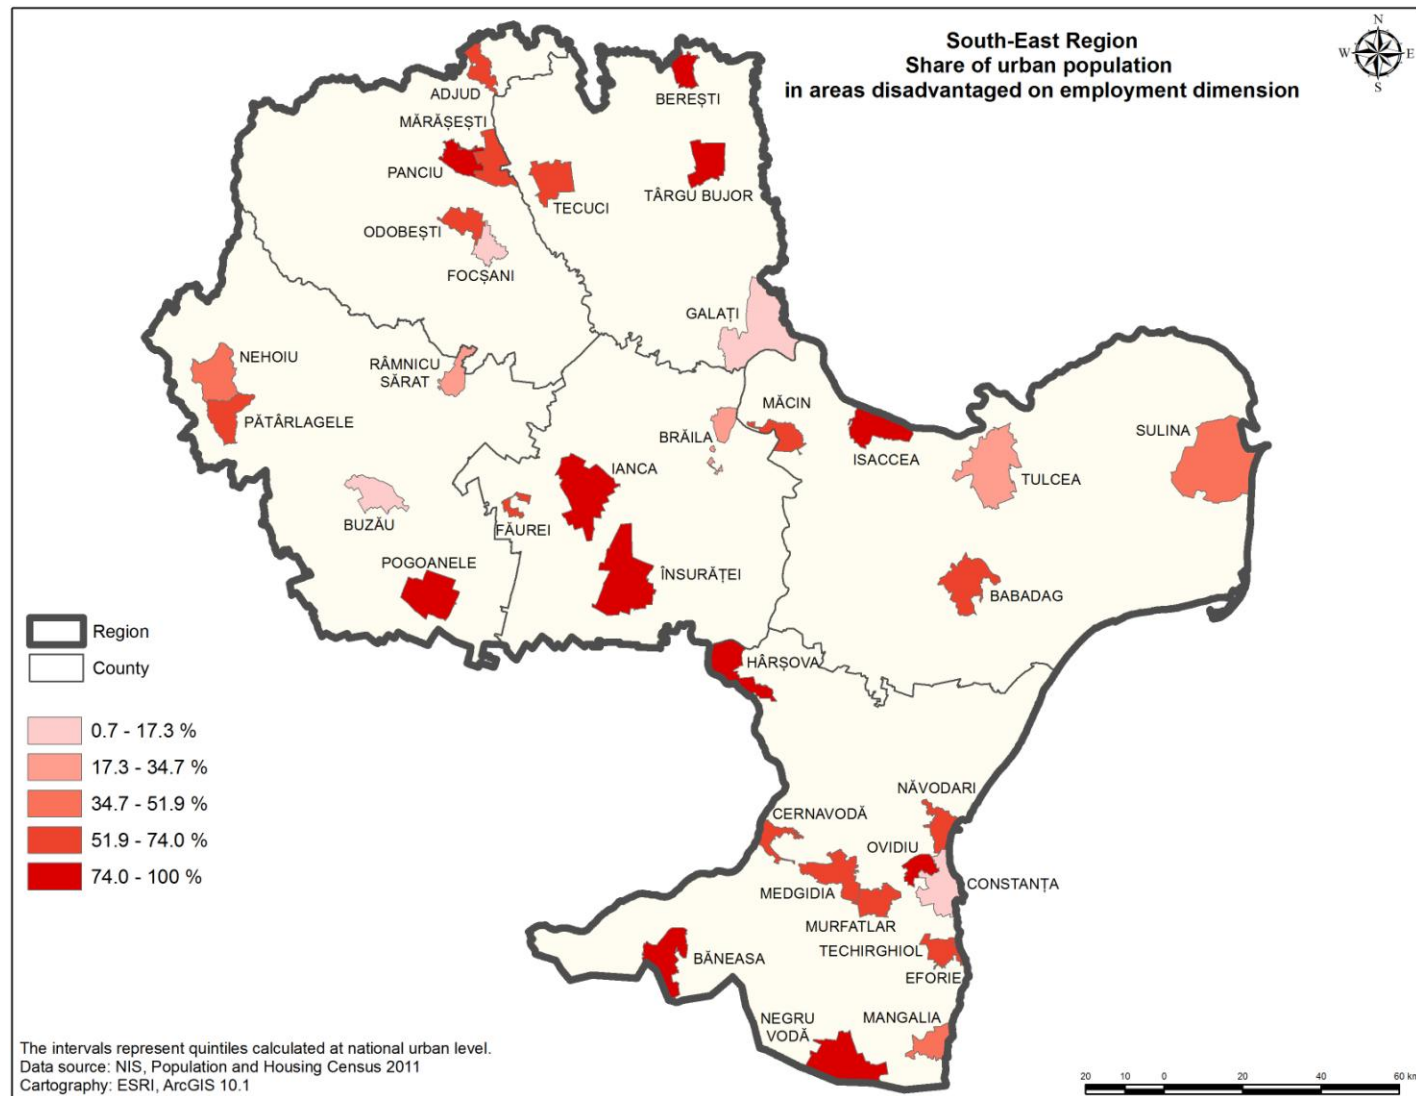 South-East Region
Share of urban population
in areas disadvantaged on employment dimension
N
W E
S
ADJUD
BEREȘTI
MĂRĂȘEȘTI
PANCIU
TECUCI
TÂRGU BUJOR
ODOBEȘTI
FOCȘANI
GALAȚI
NEHOIU
RÂMNICU
SĂRAT
PĂTÂRLAGELE
MĂCIN
BRĂILA
ISACCEA
SULINA
TULCEA
IANCA
BUZĂU
FĂUREI
POGOANELE
ÎNSURĂȚEI
BABADAG
HÂRȘOVA
Region
County
0.7 - 17.3 %
17.3 - 34.7 %
34.7 - 51.9 %
51.9 - 74.0 %
74.0 - 100 %
NĂVODARI
CERNAVODĂ
OVIDIU
CONSTANȚA
MEDGIDIA
MURFATLAR
TECHIRGHIOL
BĂNEASA
EFORIE
NEGRU
VODĂ
MANGALIA
The intervals represent quintiles calculated at national urban level.
Data source: NIS, Population and Housing Census 2011
Cartography: ESRI, ArcGIS 10.1
20 10 0 20 40 60 km